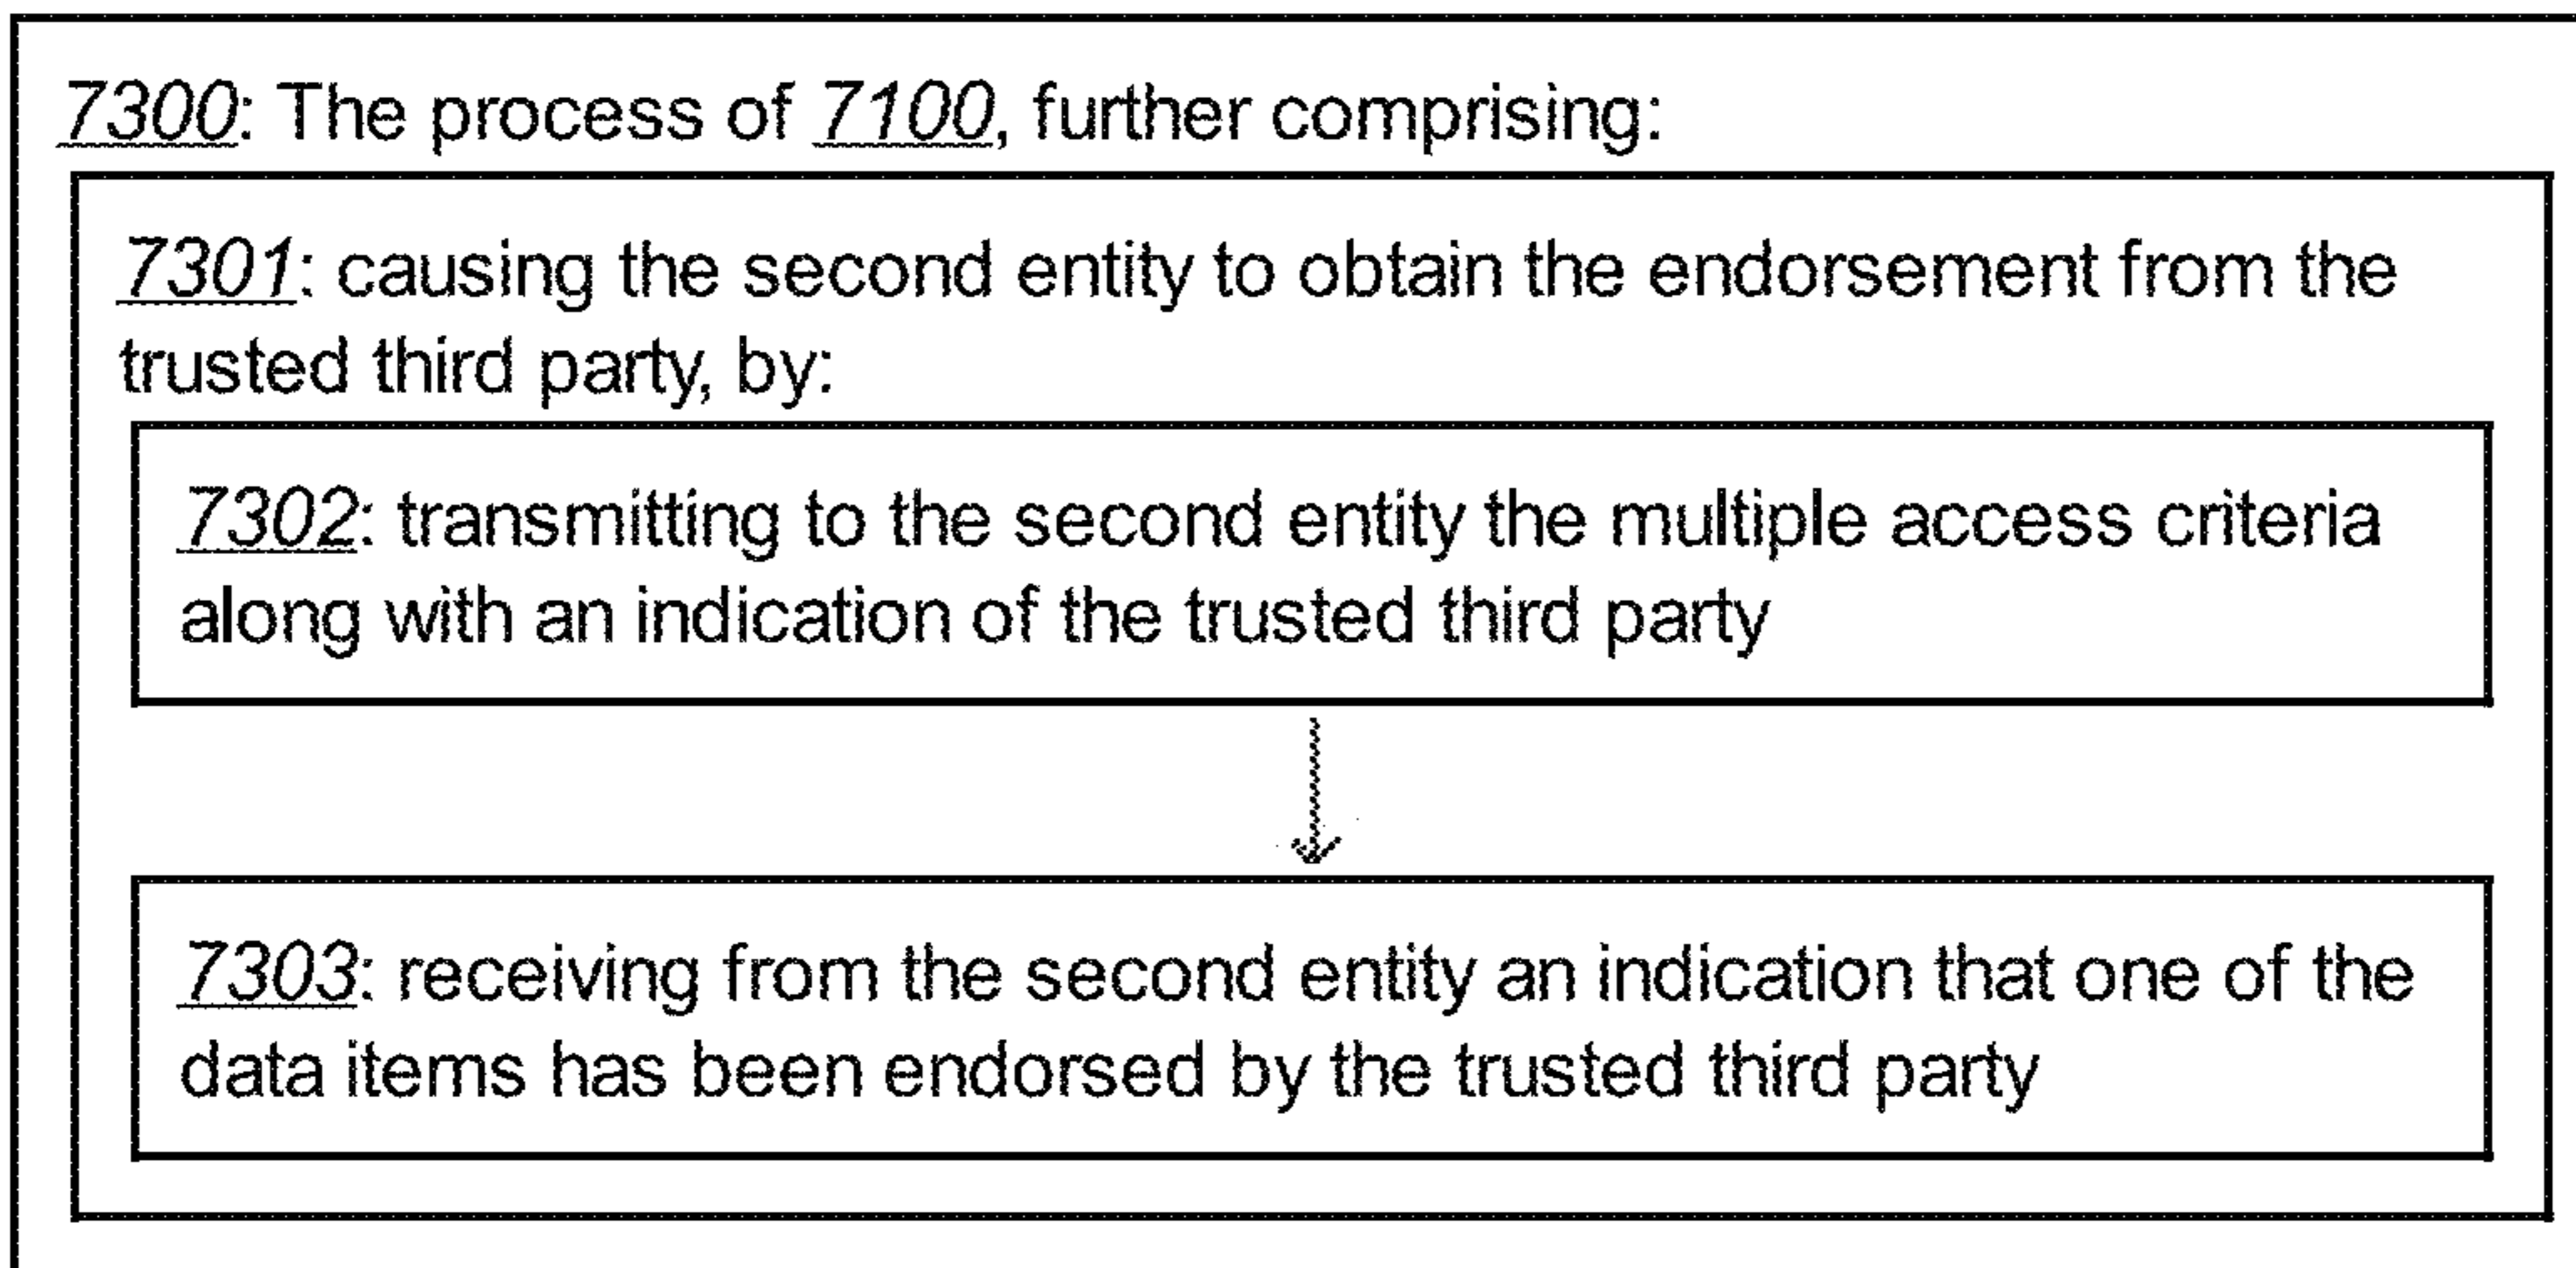 7300: The process of 7100, further comprising:
7301: causing the second entity to obtain the endorsement from the
trusted third party, by:
7302: transmitting to the second entity the multiple access criteria
along with an indication of the trusted third party
7303: receiving from the second entity an indication that one of the
data items has been endorsed by the trusted third party